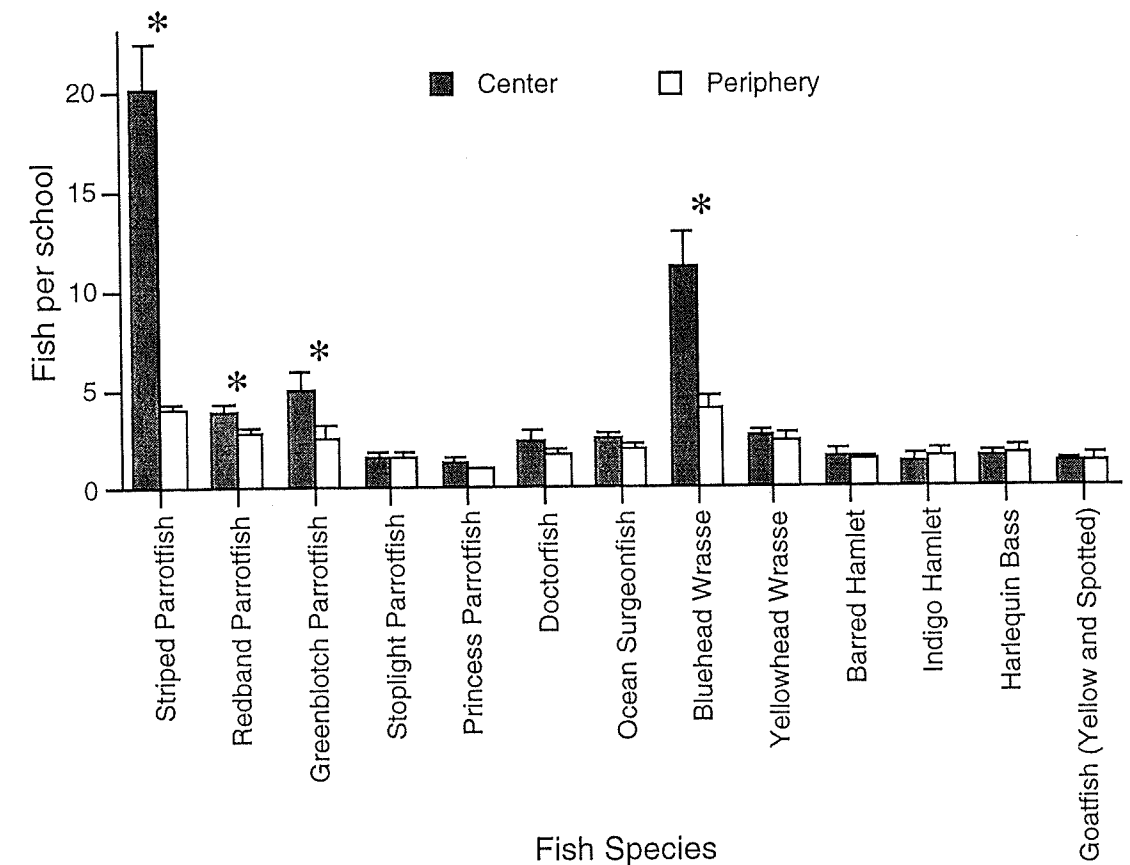 *
Center
Periphery
20
15
10
5
0
Fish per school
*
*
*
Striped Parrotfish
Redband Parrotfish
Greenblotch Parrotfish
Stoplight Parrotfish
Princess Parrotfish
Doctorfish
Ocean Surgeonfish
Bluehead Wrasse
Yellowhead Wrasse
Barred Hamlet
Indigo Hamlet
Harlequin Bass
Goatfish (Yellow and Spotted)
Fish Species